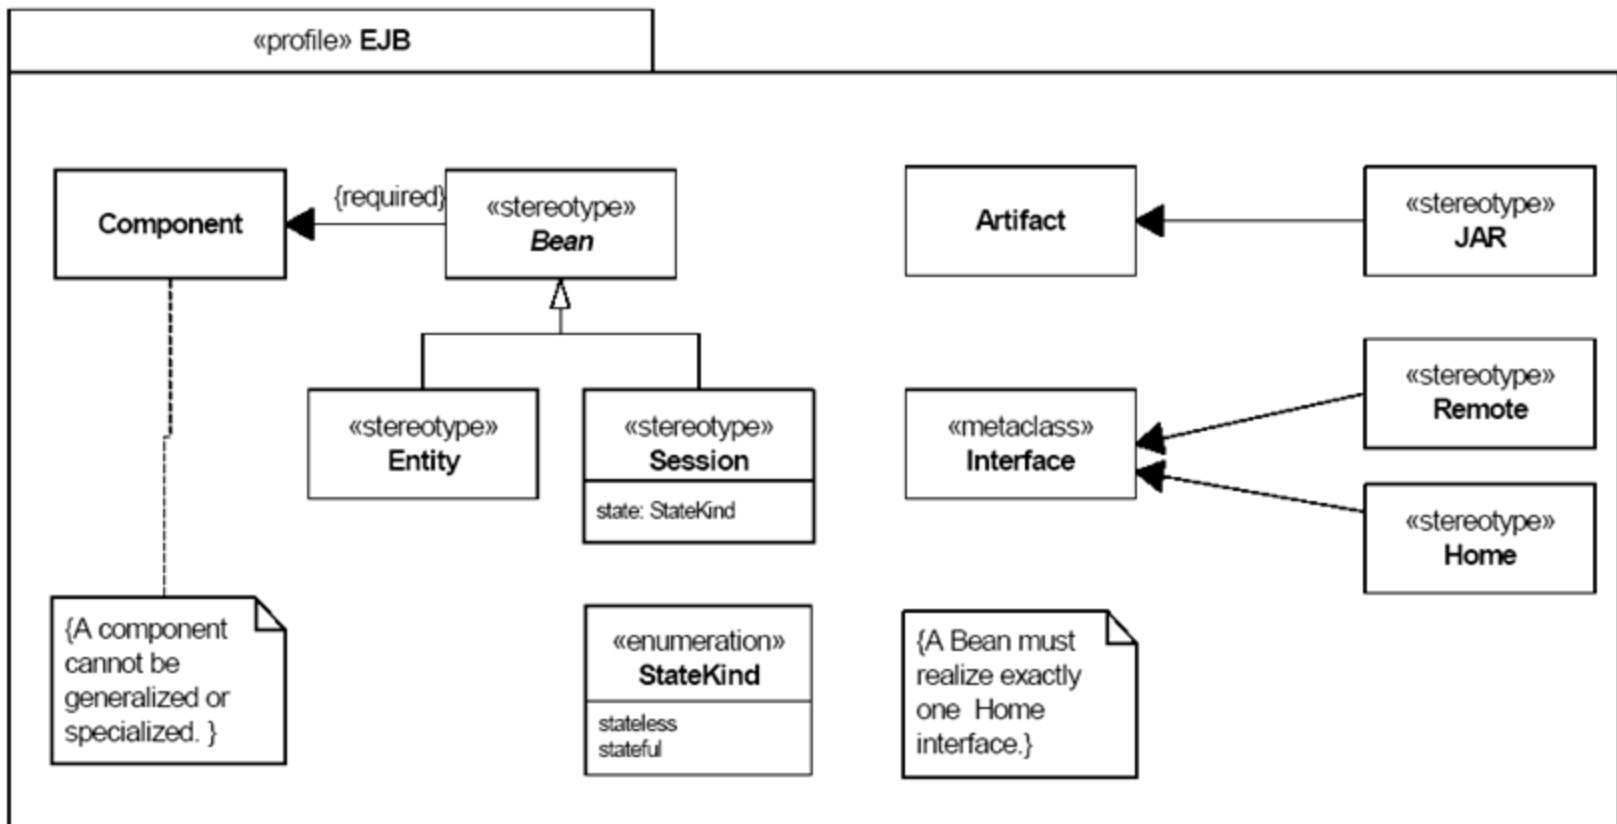 «profile» EJB
Component
{required}
«stereotype»
Bean
Artifact
«stereotype»
JAR
«stereotype»
Entity
«stereotype»
Session
state: StateKind
«metaclass»
Interface
«stereotype»
Remote
«stereotype»
Home
{A component
cannot be
generalized or
specialized. }
«enumeration»
StateKind
stateless
stateful
{A Bean must
realize exactly
one Home
interface.}